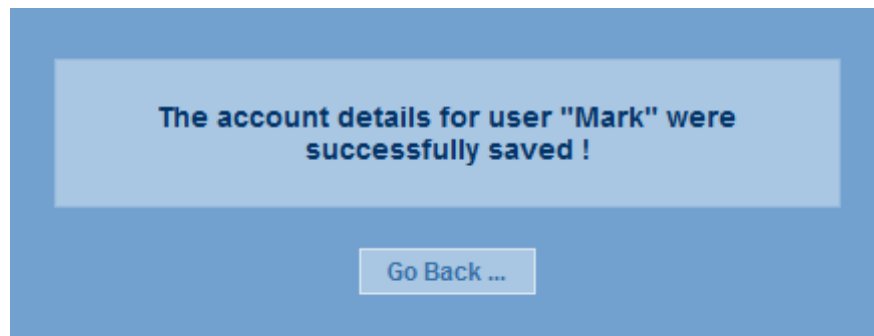 The account details for user "Mark" were
successfully saved !
Go Back ...